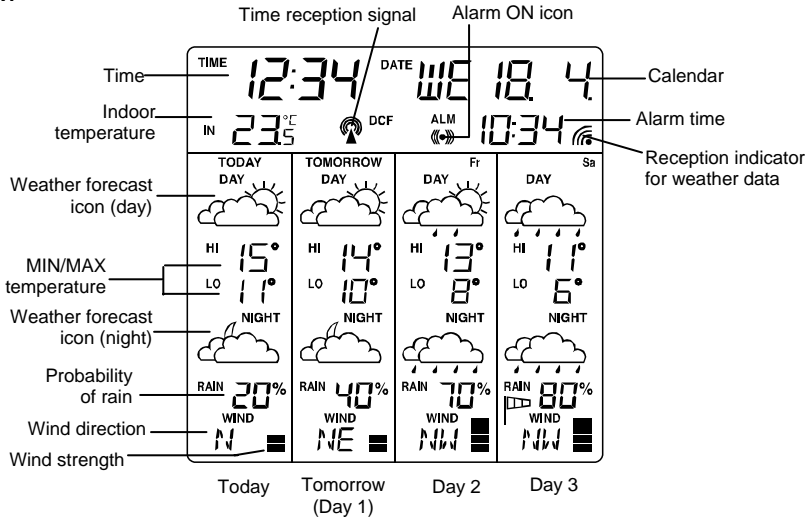 Time reception signal
Alarm ON icon
TIME 12:34 DATE WE 18. 4.
Time
Calendar
Indoor
temperature
IN 23.5 °C DCF ALM 10:34
Alarm time
Reception indicator
for weather data
TODAY TOMORROW Fr Sa
DAY DAY DAY DAY
Weather forecast
icon (day)
HI 15° HI 14° HI 13° HI 11°
MIN/MAX
temperature
LO 11° LO 10° LO 8° LO 6°
Weather forecast
icon (night)
NIGHT NIGHT NIGHT NIGHT
Probability
of rain
RAIN 20% RAIN 40% RAIN 70% RAIN 80%
WIND WIND WIND WIND
Wind direction
N NE NW NW
Wind strength
Today Tomorrow Day 2 Day 3
(Day 1)